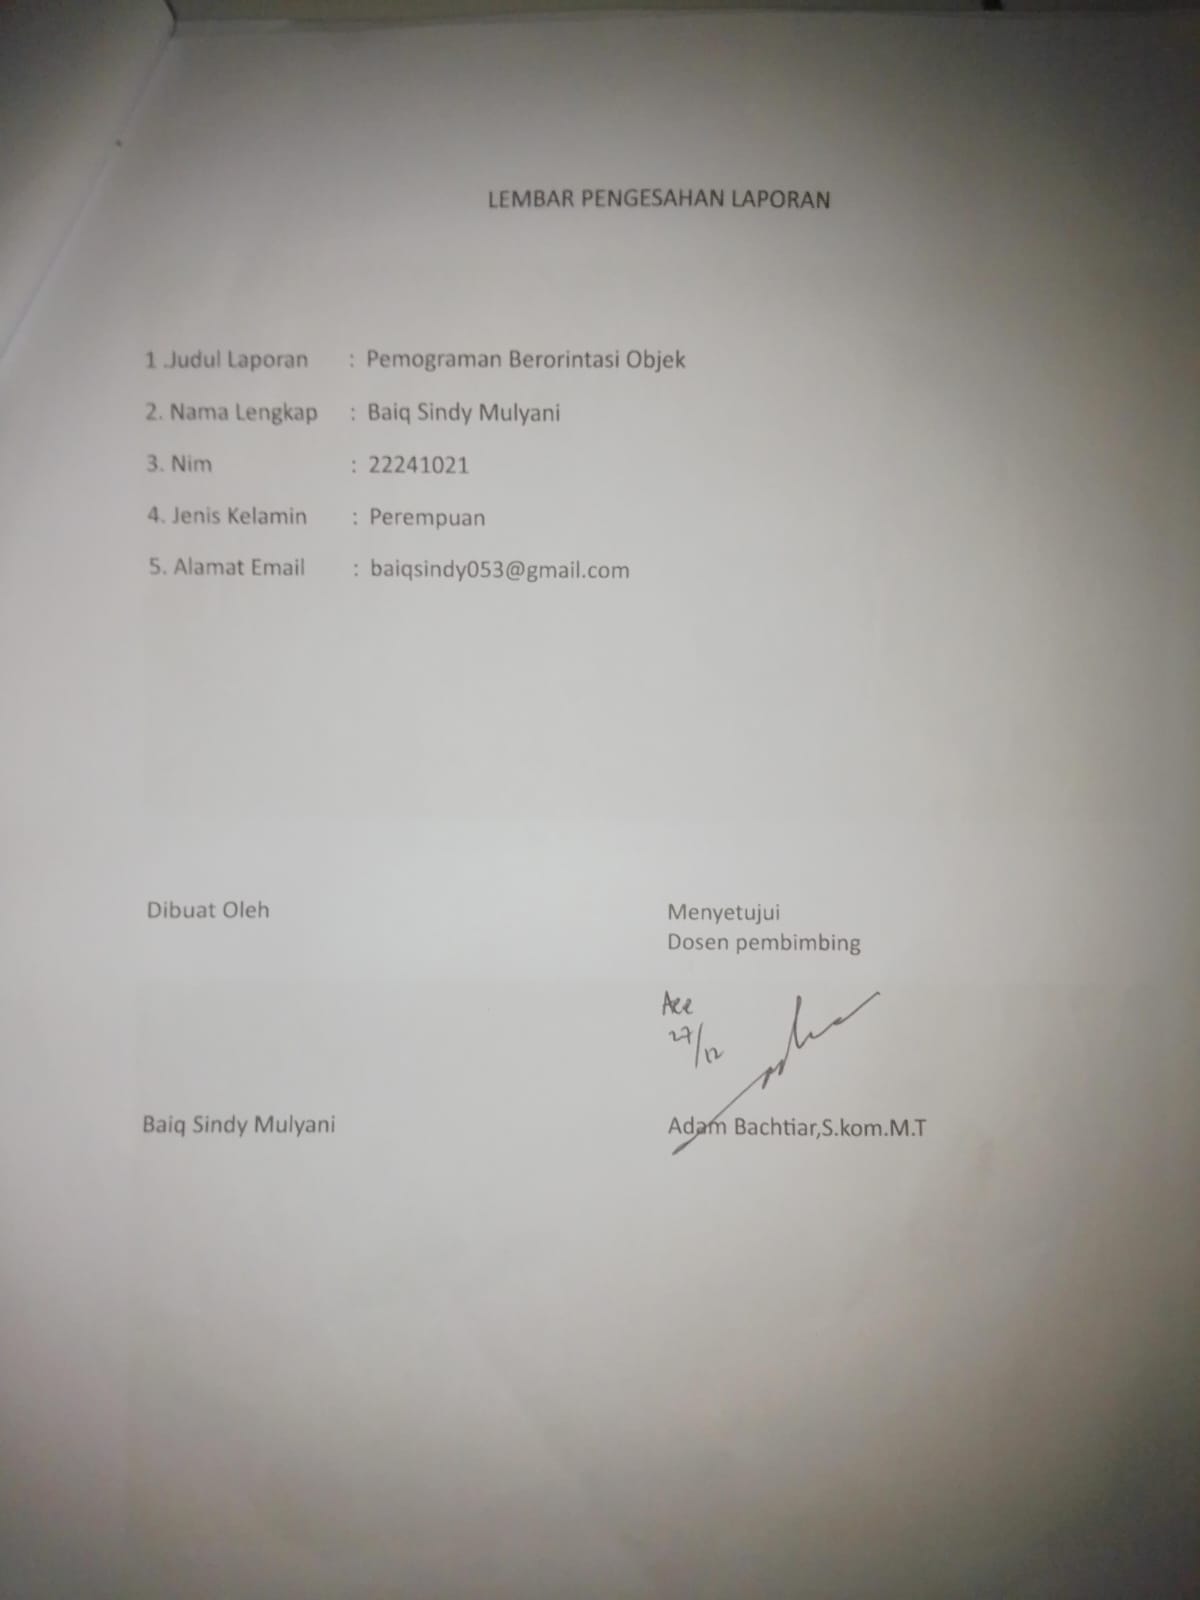 LEMBAR PENGESAHAN LAPORAN
1 .Judul Laporan : Pemograman Berorintasi Objek
2. Nama Lengkap : Baiq Sindy Mulyani
3. Nim : 22241021
4. Jenis Kelamin : Perempuan
5. Alamat Email : baiqsindy053@gmail.com
Dibuat Oleh
Menyetujui
Dosen pembimbing
Acc
27/12
Baiq Sindy Mulyani
Adam Bachtiar,S.kom.M.T